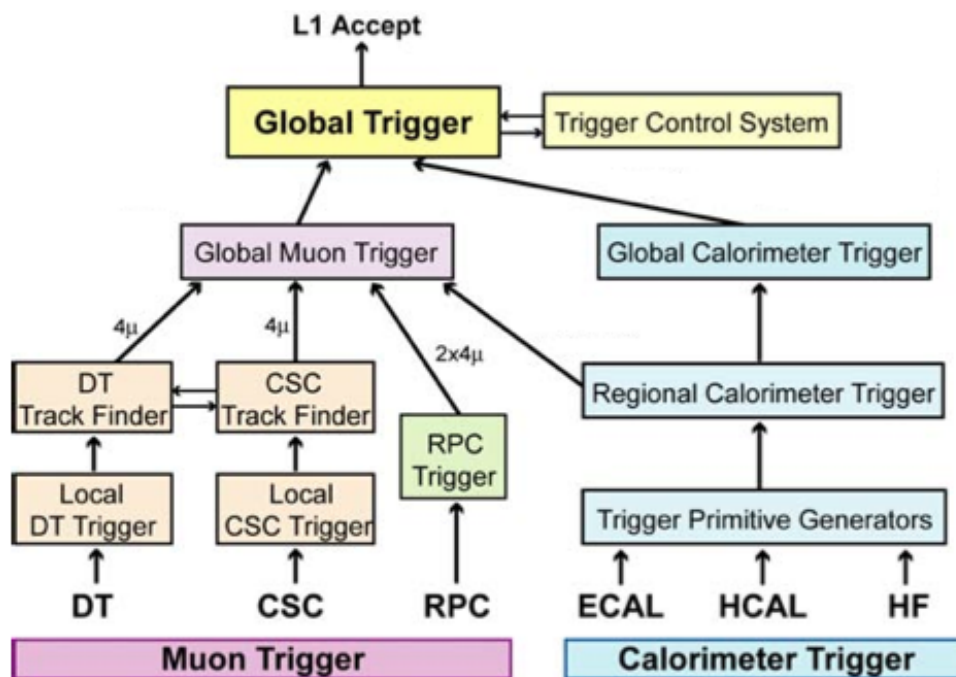 L1 Accept
Global Trigger
Trigger Control System
Global Muon Trigger
Global Calorimeter Trigger
4μ
4μ
2x4μ
DT
Track Finder
CSC
Track Finder
Regional Calorimeter Trigger
RPC
Trigger
Local
DT Trigger
Local
CSC Trigger
Trigger Primitive Generators
DT
CSC
RPC
ECAL
HCAL
HF
Muon Trigger
Calorimeter Trigger